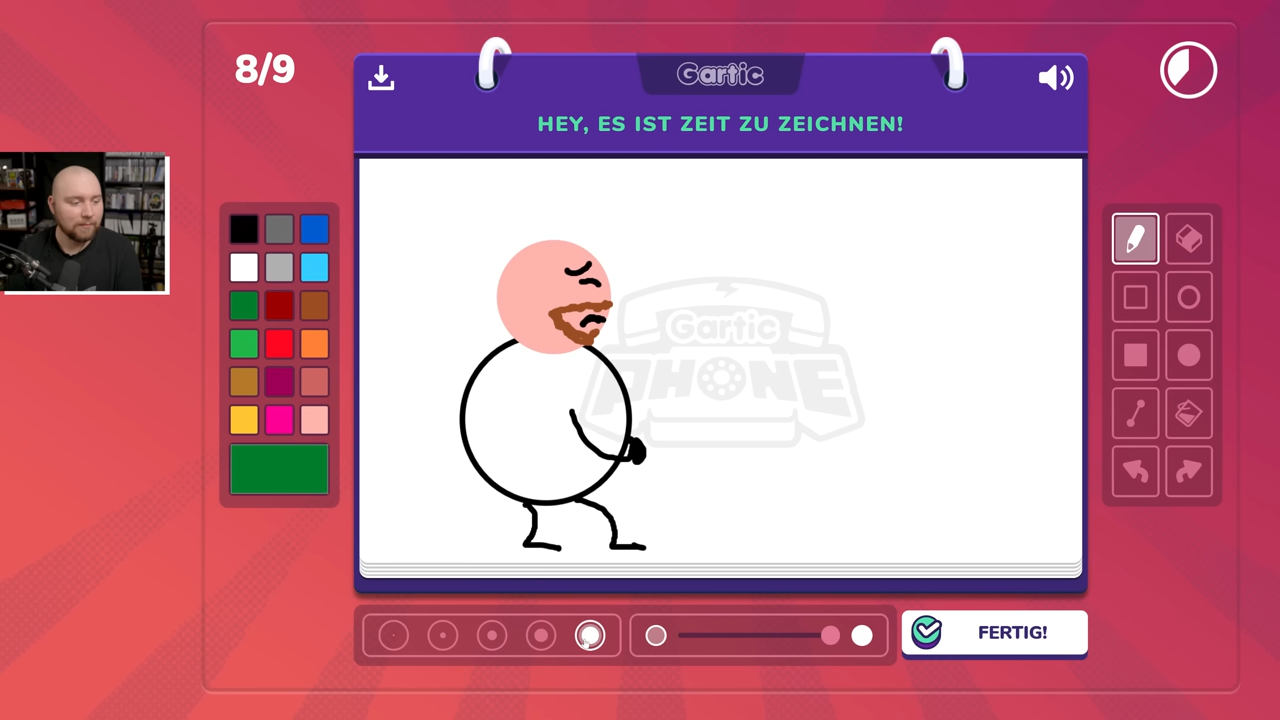 8/9
Gartic
HEY, ES IST ZEIT ZU ZEICHNEN!
Gartic
PHONE
FERTIG!